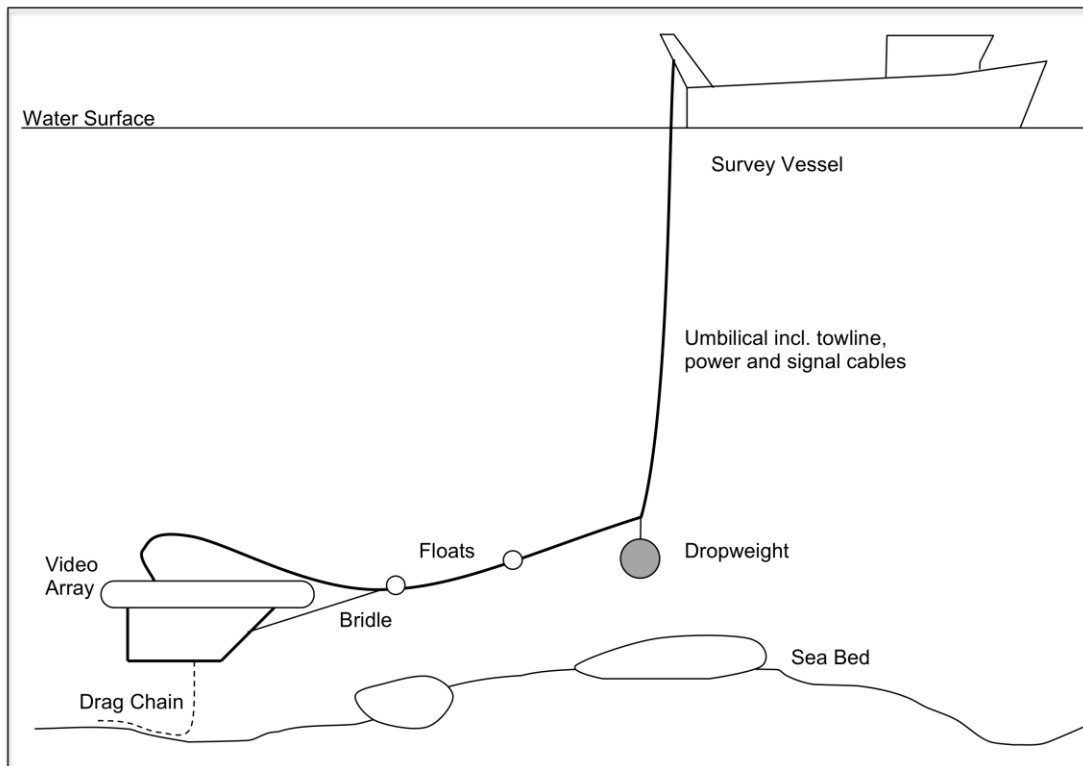 Water Surface
Survey Vessel
Umbilical incl. towline,
power and signal cables
Floats
Dropweight
Video
Array
Bridle
Sea Bed
Drag Chain